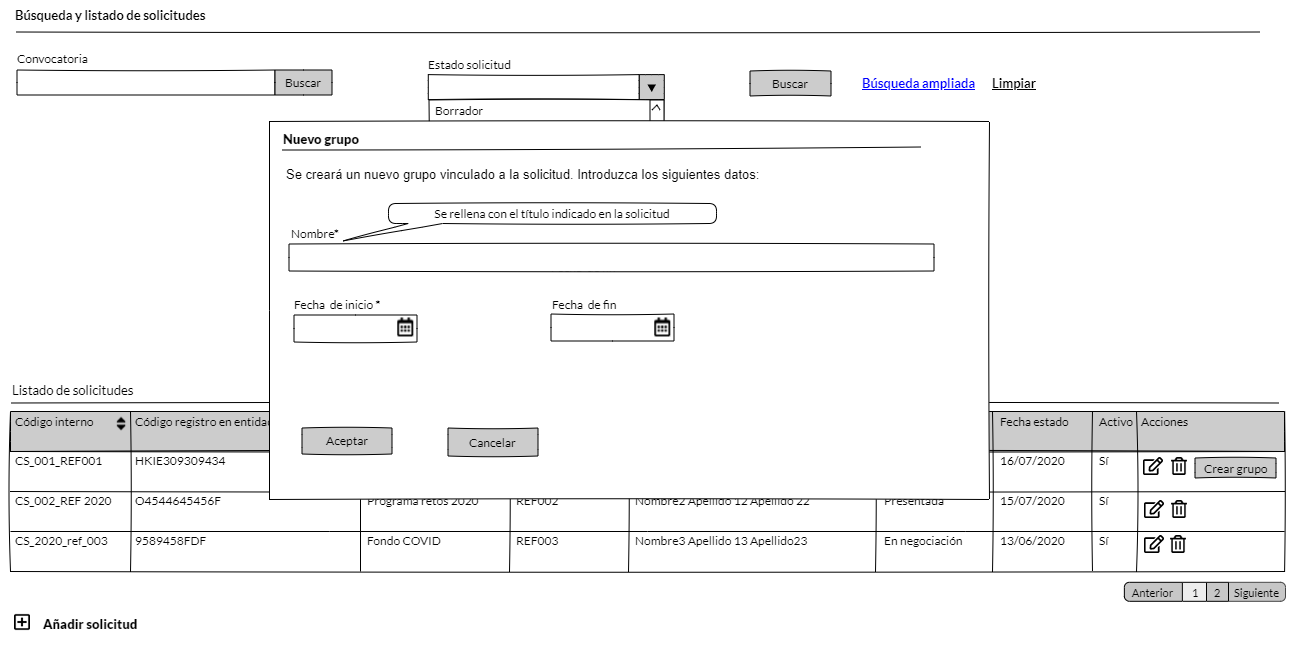 Búsqueda y listado de solicitudes
Convocatoria
Buscar
Estado solicitud
Borrador
Buscar
Búsqueda ampliada
Limpiar
Nuevo grupo
Se creará un nuevo grupo vinculado a la solicitud. Introduzca los siguientes datos:
Se rellena con el título indicado en la solicitud
Nombre*
Fecha de inicio *
Fecha de fin
Aceptar
Cancelar
Listado de solicitudes
Código interno Código registro en entidad Fecha estado Activo Acciones
CS_001_REF001 HKIE309309434 16/07/2020 Sí Crear grupo
CS_002_REF 2020 O4544645456F Programa retos 2020 REF002 Nombre2 Apellido 12 Apellido 22 Presentada 15/07/2020 Sí
CS_2020_ref_003 9589458FDF Fondo COVID REF003 Nombre3 Apellido 13 Apellido23 En negociación 13/06/2020 Sí
Anterior 1 2 Siguiente
Añadir solicitud